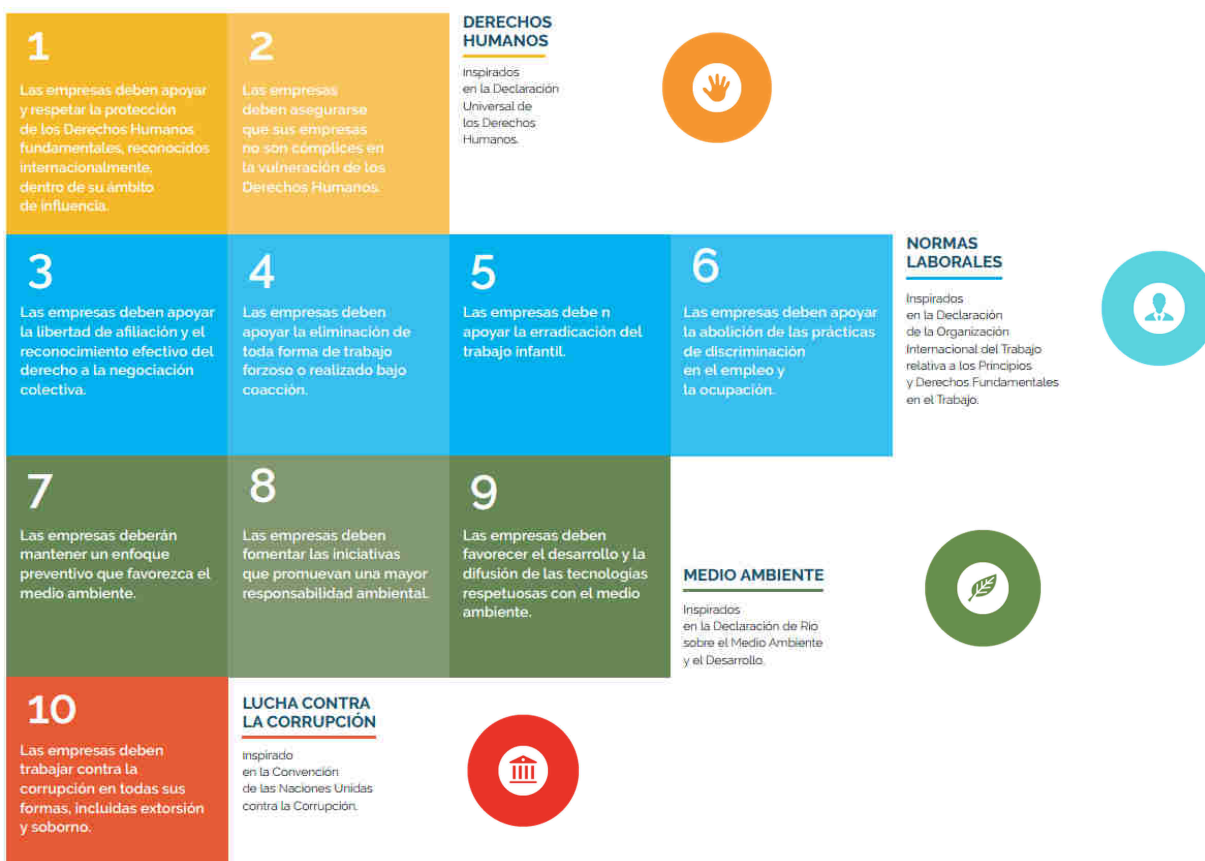 1
Las empresas deben apoyar
y respetar la protección
de los Derechos Humanos
fundamentales, reconocidos
internacionalmente,
dentro de su ámbito
de influencia.
2
Las empresas
deben asegurarse
que sus empresas
no son cómplices en
la vulneración de los
Derechos Humanos.
DERECHOS
HUMANOS
Inspirados
en la Declaración
Universal de
los Derechos
Humanos.
3
Las empresas deben apoyar
la libertad de afiliación y el
reconocimiento efectivo del
derecho a la negociación
colectiva.
4
Las empresas deben
apoyar la eliminación de
toda forma de trabajo
forzoso o realizado bajo
coacción.
5
Las empresas debe n
apoyar la erradicación del
trabajo infantil.
6
Las empresas deben apoyar
la abolición de las prácticas
de discriminación
en el empleo y
la ocupación.
NORMAS
LABORALES
Inspirados
en la Declaración
de la Organización
Internacional del Trabajo
relativa a los Principios
y Derechos Fundamentales
en el Trabajo.
7
Las empresas deberán
mantener un enfoque
preventivo que favorezca el
medio ambiente.
8
Las empresas deben
fomentar las iniciativas
que promuevan una mayor
responsabilidad ambiental.
9
Las empresas deben
favorecer el desarrollo y la
difusión de las tecnologías
respetuosas con el medio
ambiente.
MEDIO AMBIENTE
Inspirados
en la Declaración de Rio
sobre el Medio Ambiente
y el Desarrollo.
10
Las empresas deben
trabajar contra la
corrupción en todas sus
formas, incluidas extorsión
y soborno.
LUCHA CONTRA
LA CORRUPCIÓN
Inspirado
en la Convención
de las Naciones Unidas
contra la Corrupción.